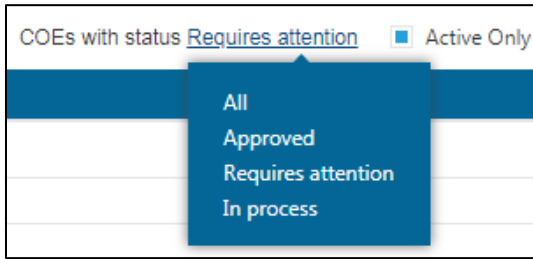 COEs with status Requires attention Active Only
All
Approved
Requires attention
In process